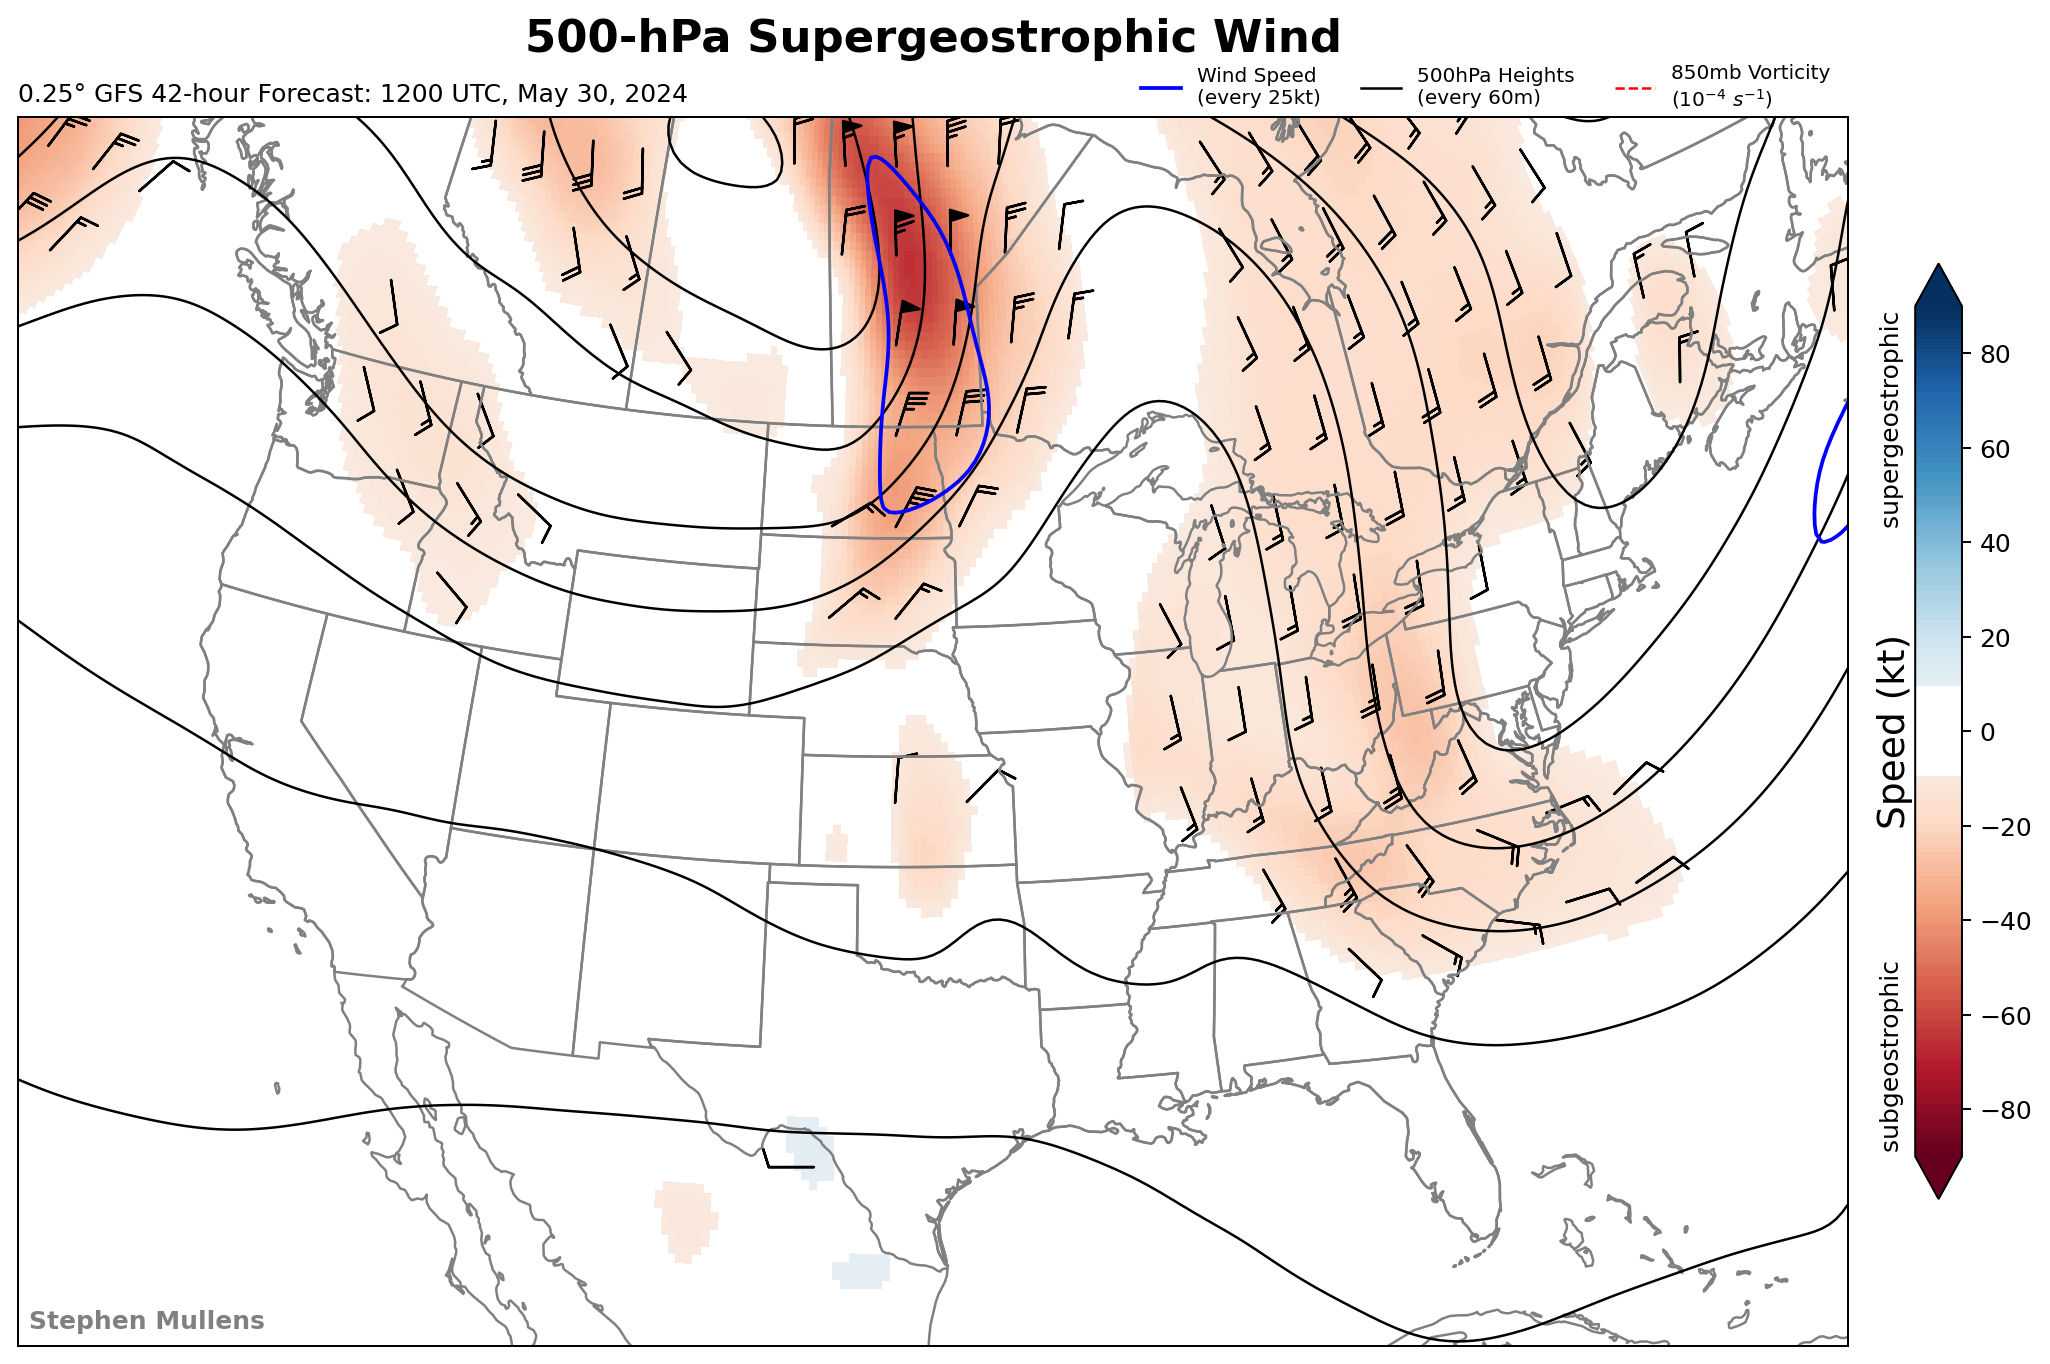 500-hPa Supergeostrophic Wind
0.25° GFS 42-hour Forecast: 1200 UTC, May 30, 2024
Wind Speed
(every 25kt)
500hPa Heights
(every 60m)
850mb Vorticity
(10⁻⁴ s⁻¹)
supergeostrophic
Speed (kt)
subgeostrophic
80
60
40
20
0
−20
−40
−60
−80
Stephen Mullens